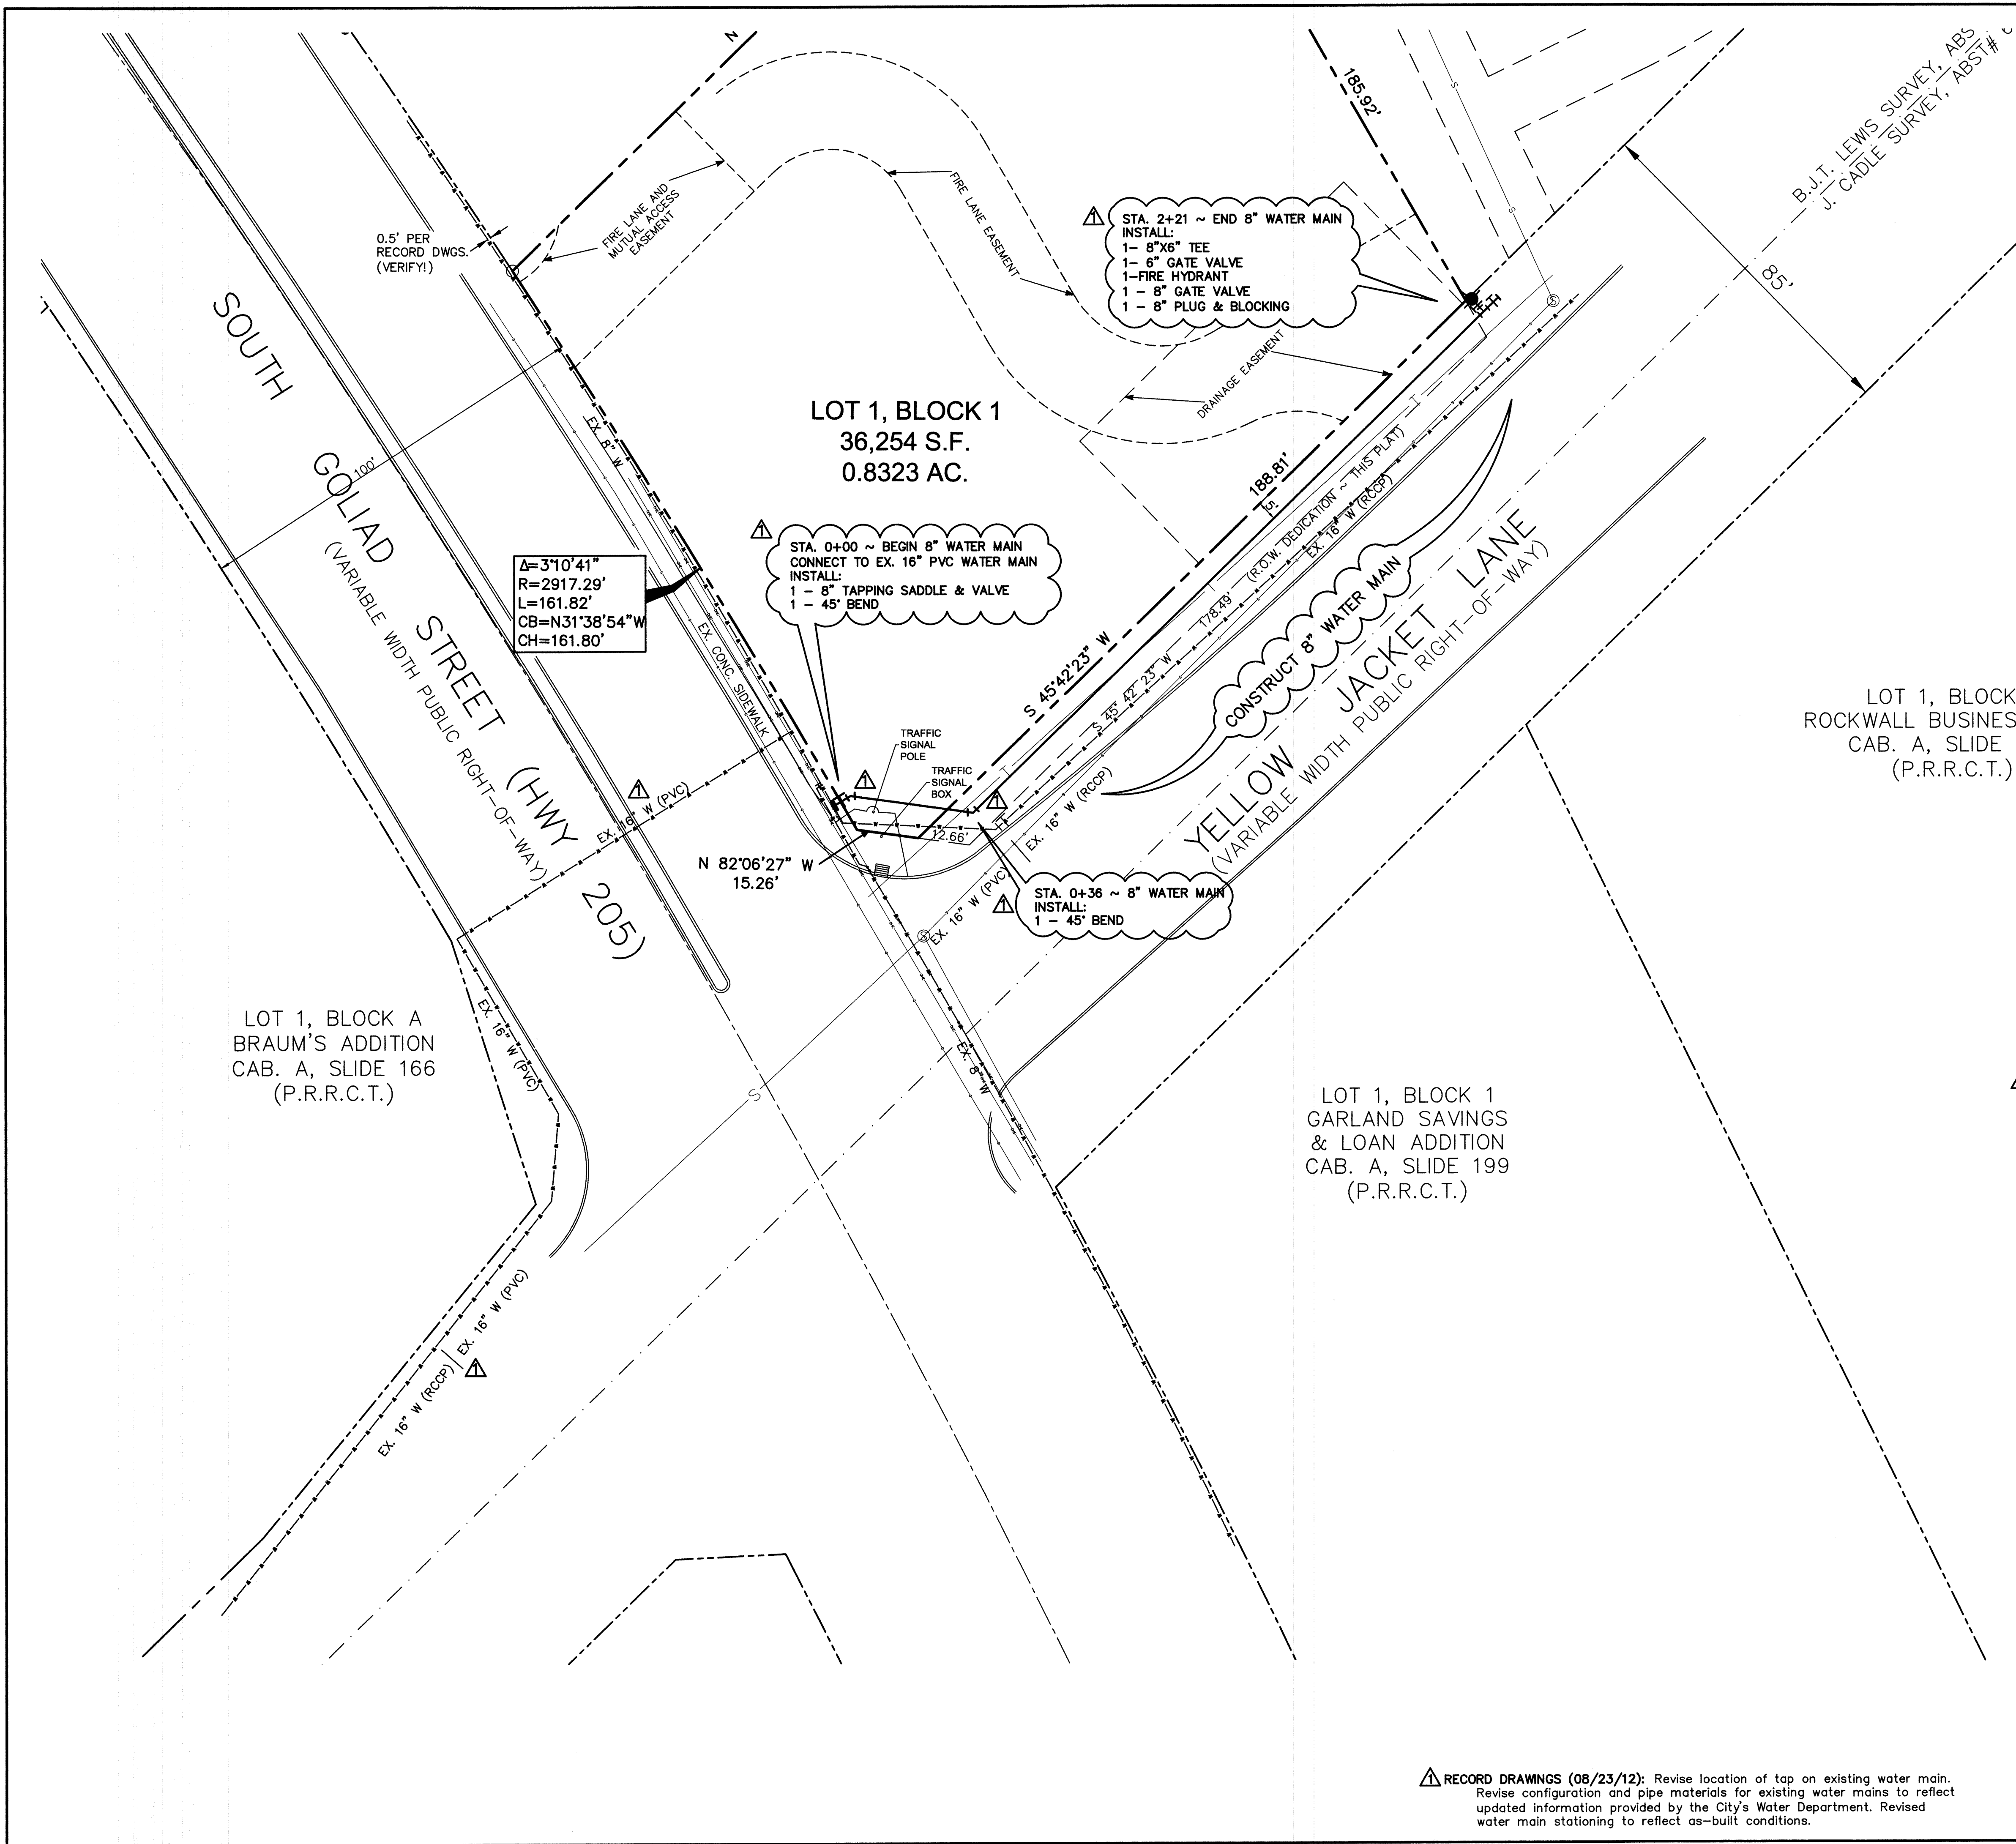 N
185.92'
B.J.T. LEWIS SURVEY, ABS
J. CADLE SURVEY, ABST#
0.5' PER
RECORD DWGS.
(VERIFY!)
FIRE LANE AND
MUTUAL ACCESS
EASEMENT
FIRE LANE EASEMENT
1
STA. 2+21 ~ END 8" WATER MAIN
INSTALL:
1– 8"X6" TEE
1– 6" GATE VALVE
1–FIRE HYDRANT
1 – 8" GATE VALVE
1 – 8" PLUG & BLOCKING
85'
DRAINAGE EASEMENT
SOUTH GOLIAD STREET (HWY 205)
(VARIABLE WIDTH PUBLIC RIGHT–OF–WAY)
100'
EX. 8" W
LOT 1, BLOCK 1
36,254 S.F.
0.8323 AC.
188.81'
5'
(R.O.W. DEDICATION ~ THIS PLAT)
EX. 16" W (RCCP)
1
STA. 0+00 ~ BEGIN 8" WATER MAIN
CONNECT TO EX. 16" PVC WATER MAIN
INSTALL:
1 – 8" TAPPING SADDLE & VALVE
1 – 45° BEND
Δ=3°10'41"
R=2917.29'
L=161.82'
CB=N31°38'54"W
CH=161.80'
EX. CONC. SIDEWALK
S 45°42'23" W
S 45° 42' 23" W
178.49'
CONSTRUCT 8" WATER MAIN
YELLOW JACKET LANE
(VARIABLE WIDTH PUBLIC RIGHT–OF–WAY)
LOT 1, BLOCK
ROCKWALL BUSINES
CAB. A, SLIDE
(P.R.R.C.T.)
TRAFFIC
SIGNAL
POLE
TRAFFIC
SIGNAL
BOX
1
1
1
EX. 16" W (PVC)
12.66'
EX. 16" W (RCCP)
N 82°06'27" W
15.26'
EX. 16" W (PVC)
1
STA. 0+36 ~ 8" WATER MAIN
INSTALL:
1 – 45° BEND
S
S
EX. 8" W
EX. 16" W (PVC)
LOT 1, BLOCK A
BRAUM'S ADDITION
CAB. A, SLIDE 166
(P.R.R.C.T.)
LOT 1, BLOCK 1
GARLAND SAVINGS
& LOAN ADDITION
CAB. A, SLIDE 199
(P.R.R.C.T.)
EX. 16" W (PVC)
EX. 16" W (RCCP)
1
1 RECORD DRAWINGS (08/23/12): Revise location of tap on existing water main.
Revise configuration and pipe materials for existing water mains to reflect
updated information provided by the City's Water Department. Revised
water main stationing to reflect as–built conditions.